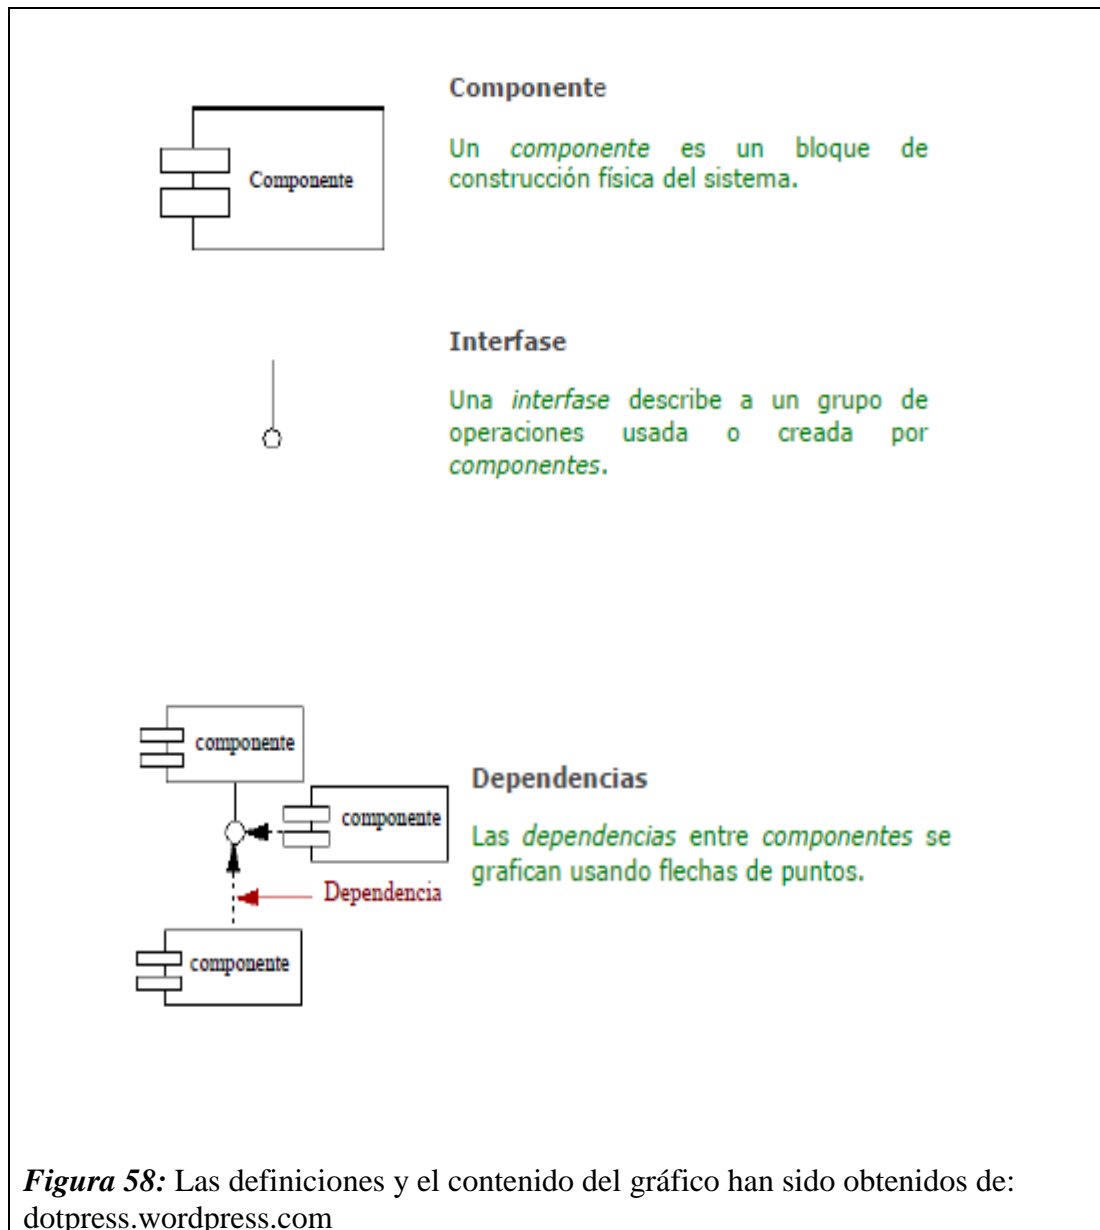 Componente
Componente
Un componente es un bloque de
construcción física del sistema.
Interfase
Una interfase describe a un grupo de
operaciones usada o creada por
componentes.
componente
componente
Dependencia
componente
Dependencias
Las dependencias entre componentes se
grafican usando flechas de puntos.
Figura 58: Las definiciones y el contenido del gráfico han sido obtenidos de:
dotpress.wordpress.com